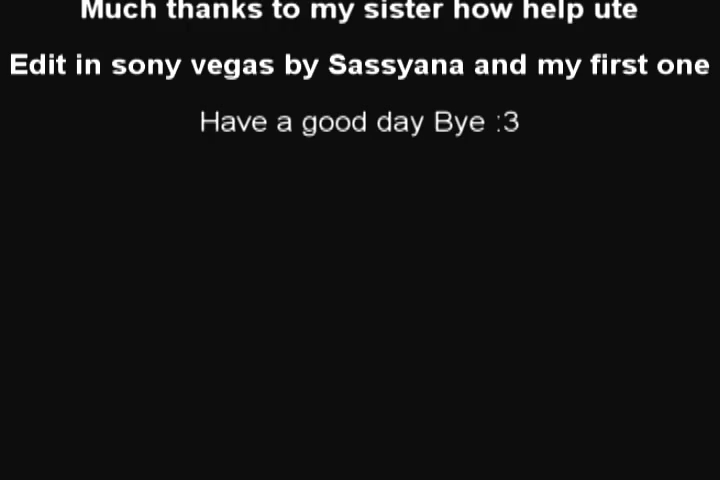 Much thanks to my sister how help ute
Edit in sony vegas by Sassyana and my first one
Have a good day Bye :3